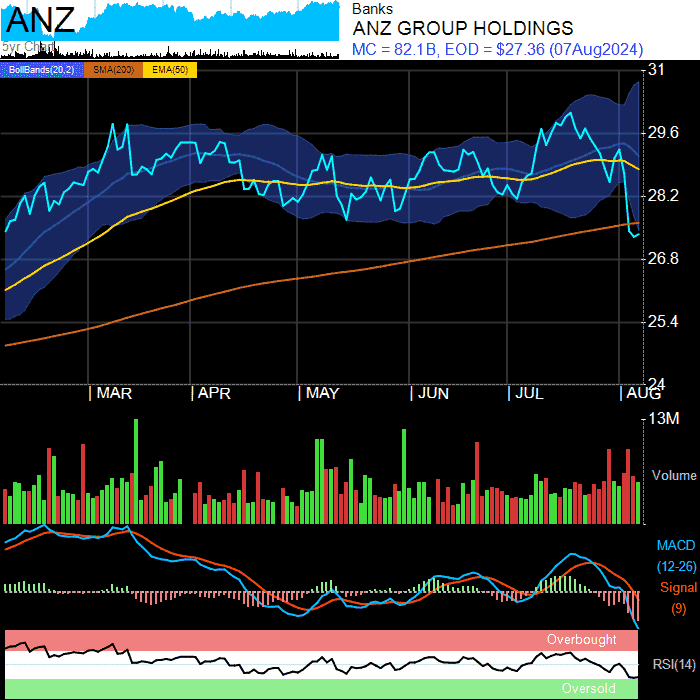 ANZ
5yr Chart
Banks
ANZ GROUP HOLDINGS
MC = 82.1B, EOD = $27.36 (07Aug2024)
BollBands(20,2) SMA(200) EMA(50)
31
29.6
28.2
26.8
25.4
24
| MAR | APR | MAY | JUN | JUL | AUG
13M
Volume
MACD
(12-26)
Signal
(9)
Overbought
RSI(14)
Oversold